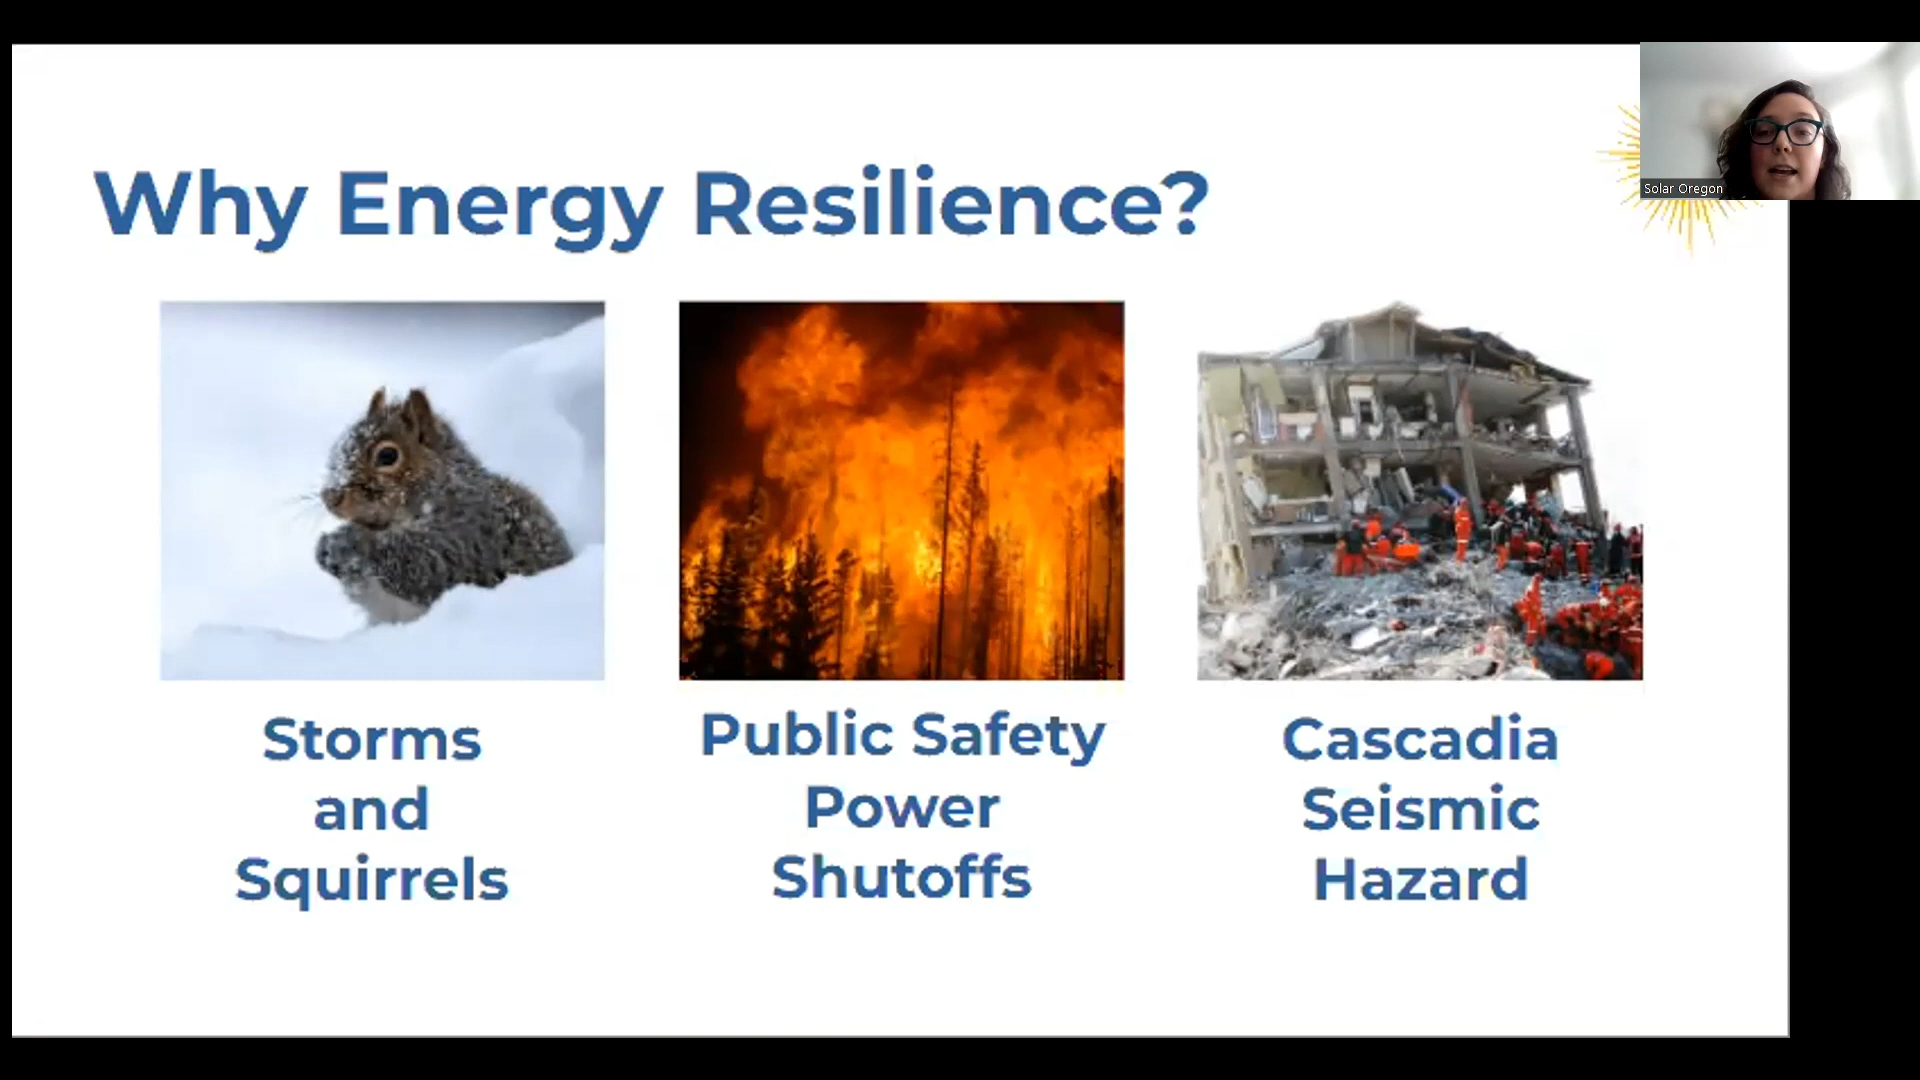 Why Energy Resilience?
Solar Oregon
Storms
and
Squirrels
Public Safety
Power
Shutoffs
Cascadia
Seismic
Hazard